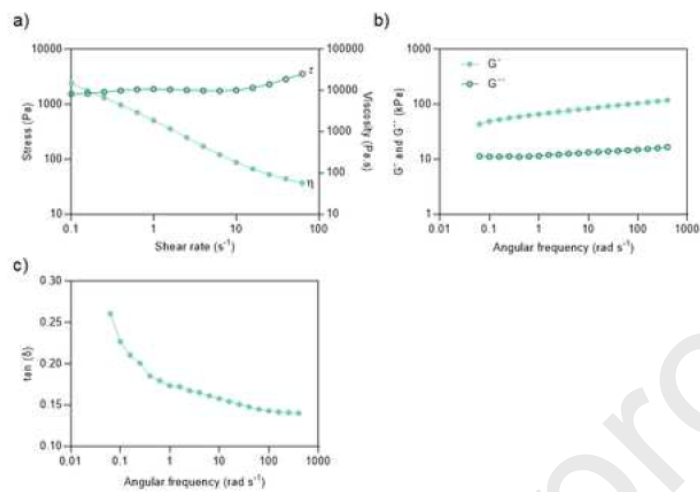 a)
10000
1000
100
10
Stress (Pa)
100000
10000
1000
100
10
Viscosity (Pa.s)
τ
η
0.1
1
10
100
Shear rate (s⁻¹)
b)
1000
100
10
1
G´ and G´´ (kPa)
G´
G´´
0.01
0.1
1
10
100
1000
Angular frequency (rad s⁻¹)
c)
0.30
0.25
0.20
0.15
0.10
tan (δ)
0.01
0.1
1
10
100
1000
Angular frequency (rad s⁻¹)
pro